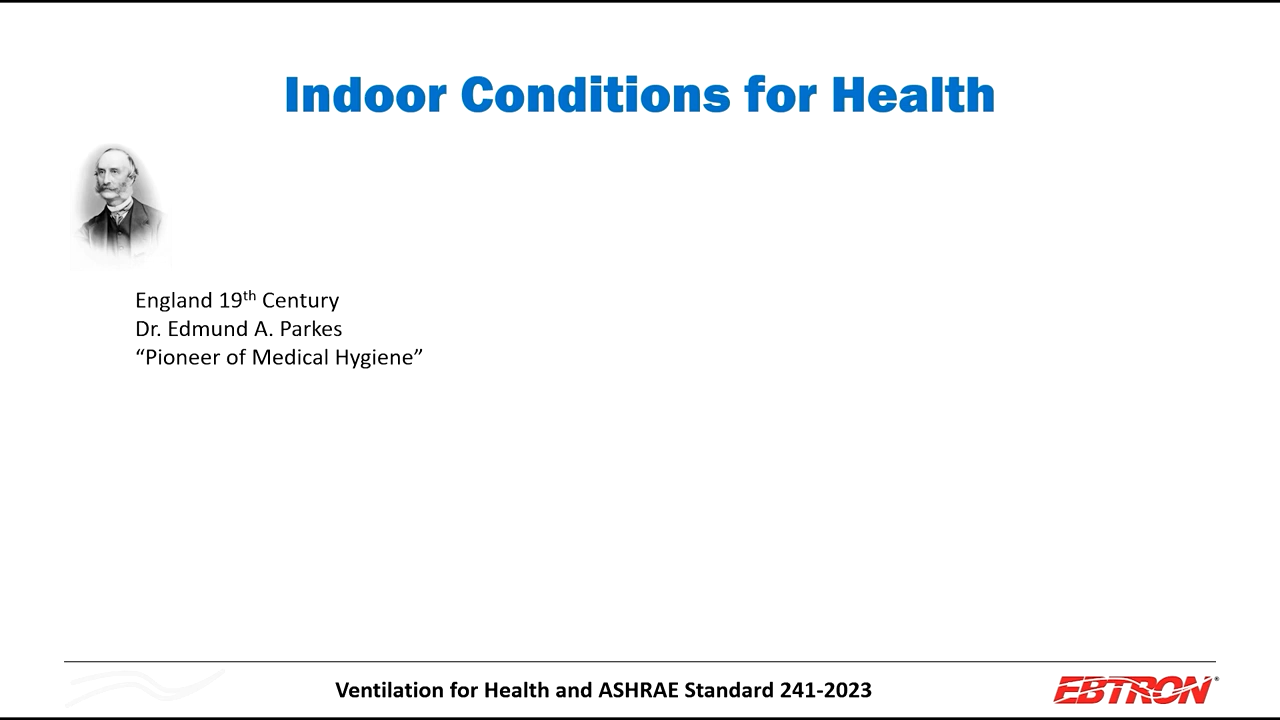 Indoor Conditions for Health
England 19th Century
Dr. Edmund A. Parkes
“Pioneer of Medical Hygiene”
Ventilation for Health and ASHRAE Standard 241-2023
EBTRON®